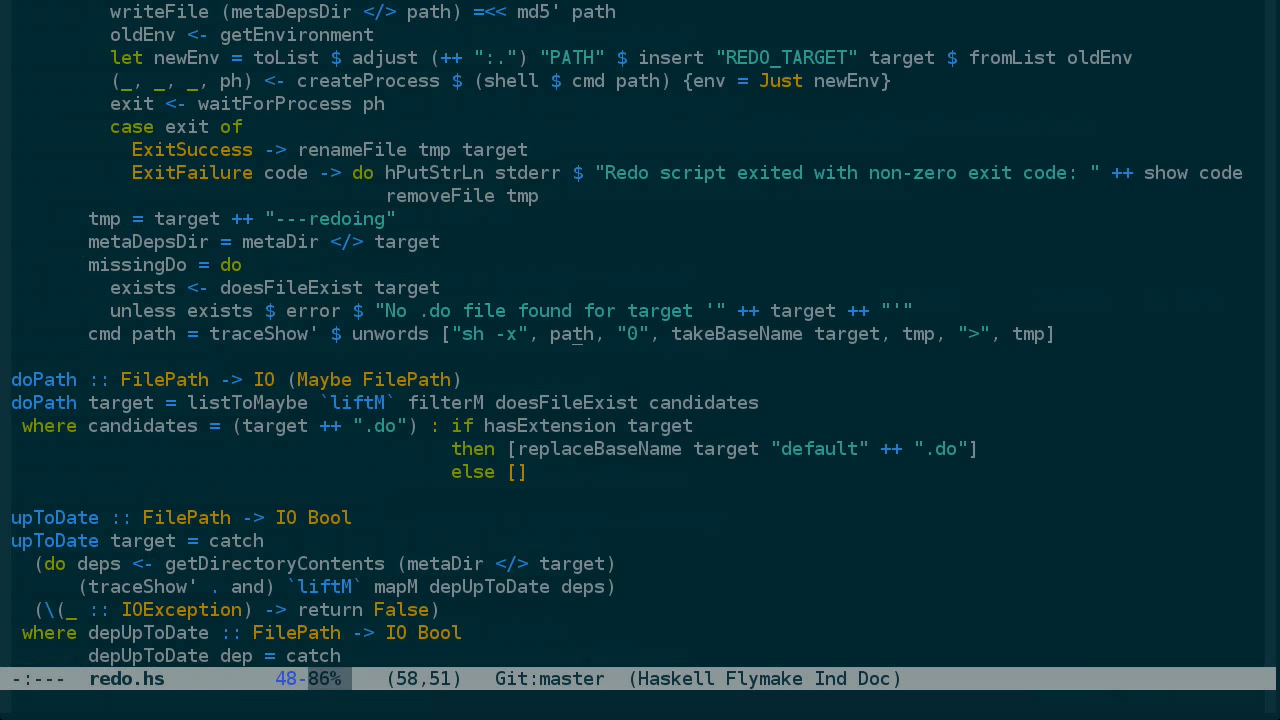 writeFile (metaDepsDir </> path) =<< md5' path
oldEnv <- getEnvironment
let newEnv = toList $ adjust (++ ":.") "PATH" $ insert "REDO_TARGET" target $ fromList oldEnv
(_, _, _, ph) <- createProcess $ (shell $ cmd path) {env = Just newEnv}
exit <- waitForProcess ph
case exit of
ExitSuccess -> renameFile tmp target
ExitFailure code -> do hPutStrLn stderr $ "Redo script exited with non-zero exit code: " ++ show code
removeFile tmp
tmp = target ++ "---redoing"
metaDepsDir = metaDir </> target
missingDo = do
exists <- doesFileExist target
unless exists $ error $ "No .do file found for target '" ++ target ++ "'"
cmd path = traceShow' $ unwords ["sh -x", path, "0", takeBaseName target, tmp, ">", tmp]
doPath :: FilePath -> IO (Maybe FilePath)
doPath target = listToMaybe `liftM` filterM doesFileExist candidates
where candidates = (target ++ ".do") : if hasExtension target
then [replaceBaseName target "default" ++ ".do"]
else []
upToDate :: FilePath -> IO Bool
upToDate target = catch
(do deps <- getDirectoryContents (metaDir </> target)
(traceShow' . and) `liftM` mapM depUpToDate deps)
(\(_ :: IOException) -> return False)
where depUpToDate :: FilePath -> IO Bool
depUpToDate dep = catch
-:--- redo.hs 48-86% (58,51) Git:master (Haskell Flymake Ind Doc)